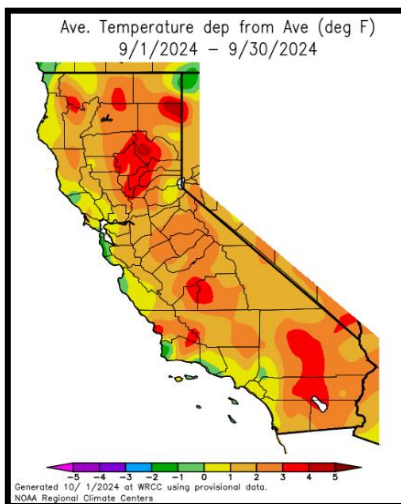 Ave. Temperature dep from Ave (deg F)
9/1/2024 – 9/30/2024
-5 -4 -3 -2 -1 0 1 2 3 4 5
Generated 10/ 1/2024 at WRCC using provisional data.
NOAA Regional Climate Centers